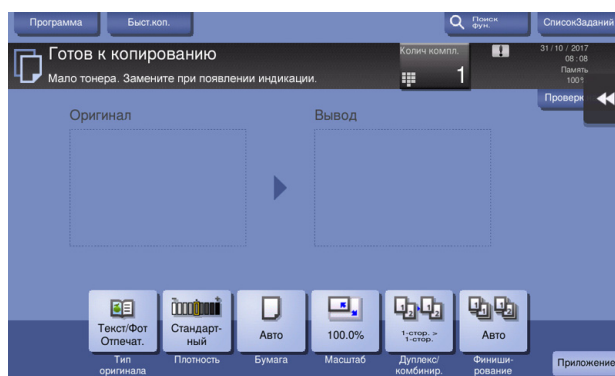 Программа
Быст.коп.
Поиск
фун.
СписокЗаданий
Готов к копированию
Мало тонера. Замените при появлении индикации.
Колич компл.
1
31/10 / 2017
08 : 08
Память
100%
Оригинал
Вывод
Текст/Фот
Отпечат.
Стандарт-
ный
Авто
100.0%
1-стор. >
1-стор.
Авто
Тип
оригинала
Плотность
Бумага
Масштаб
Дуплекс/
комбинир.
Финиши-
рование
Приложение